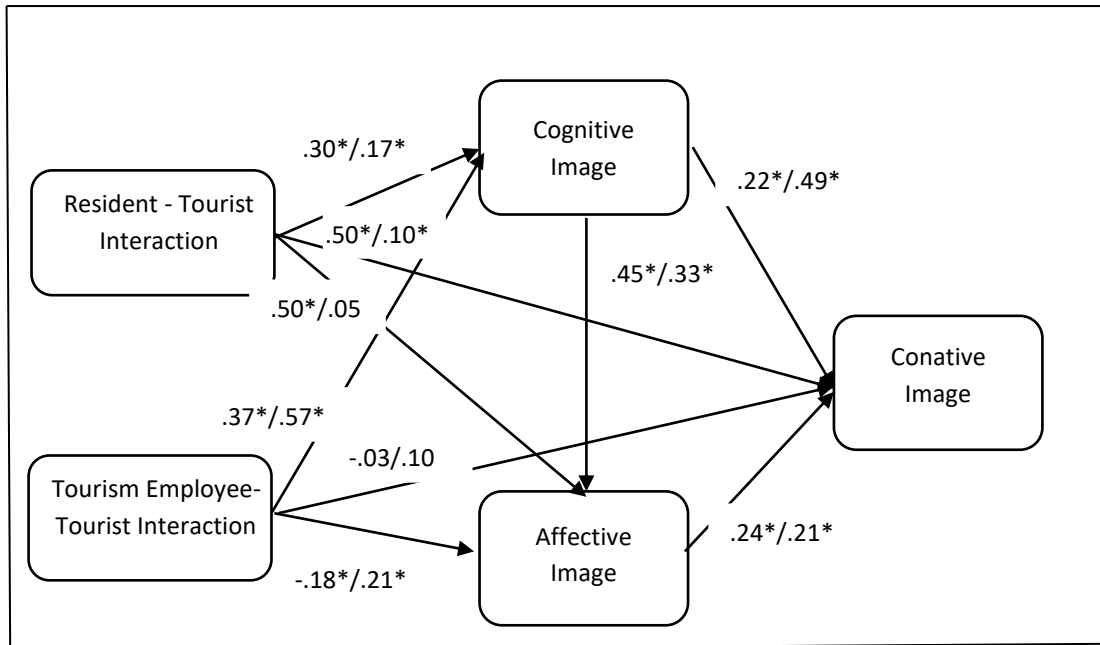 Cognitive
Image
.30*/.17*
.22*/.49*
Resident - Tourist
Interaction
.50*/.10*
.45*/.33*
.50*/.05
Conative
Image
.37*/.57*
-.03/.10
Tourism Employee-
Tourist Interaction
Affective
Image
.24*/.21*
-.18*/.21*